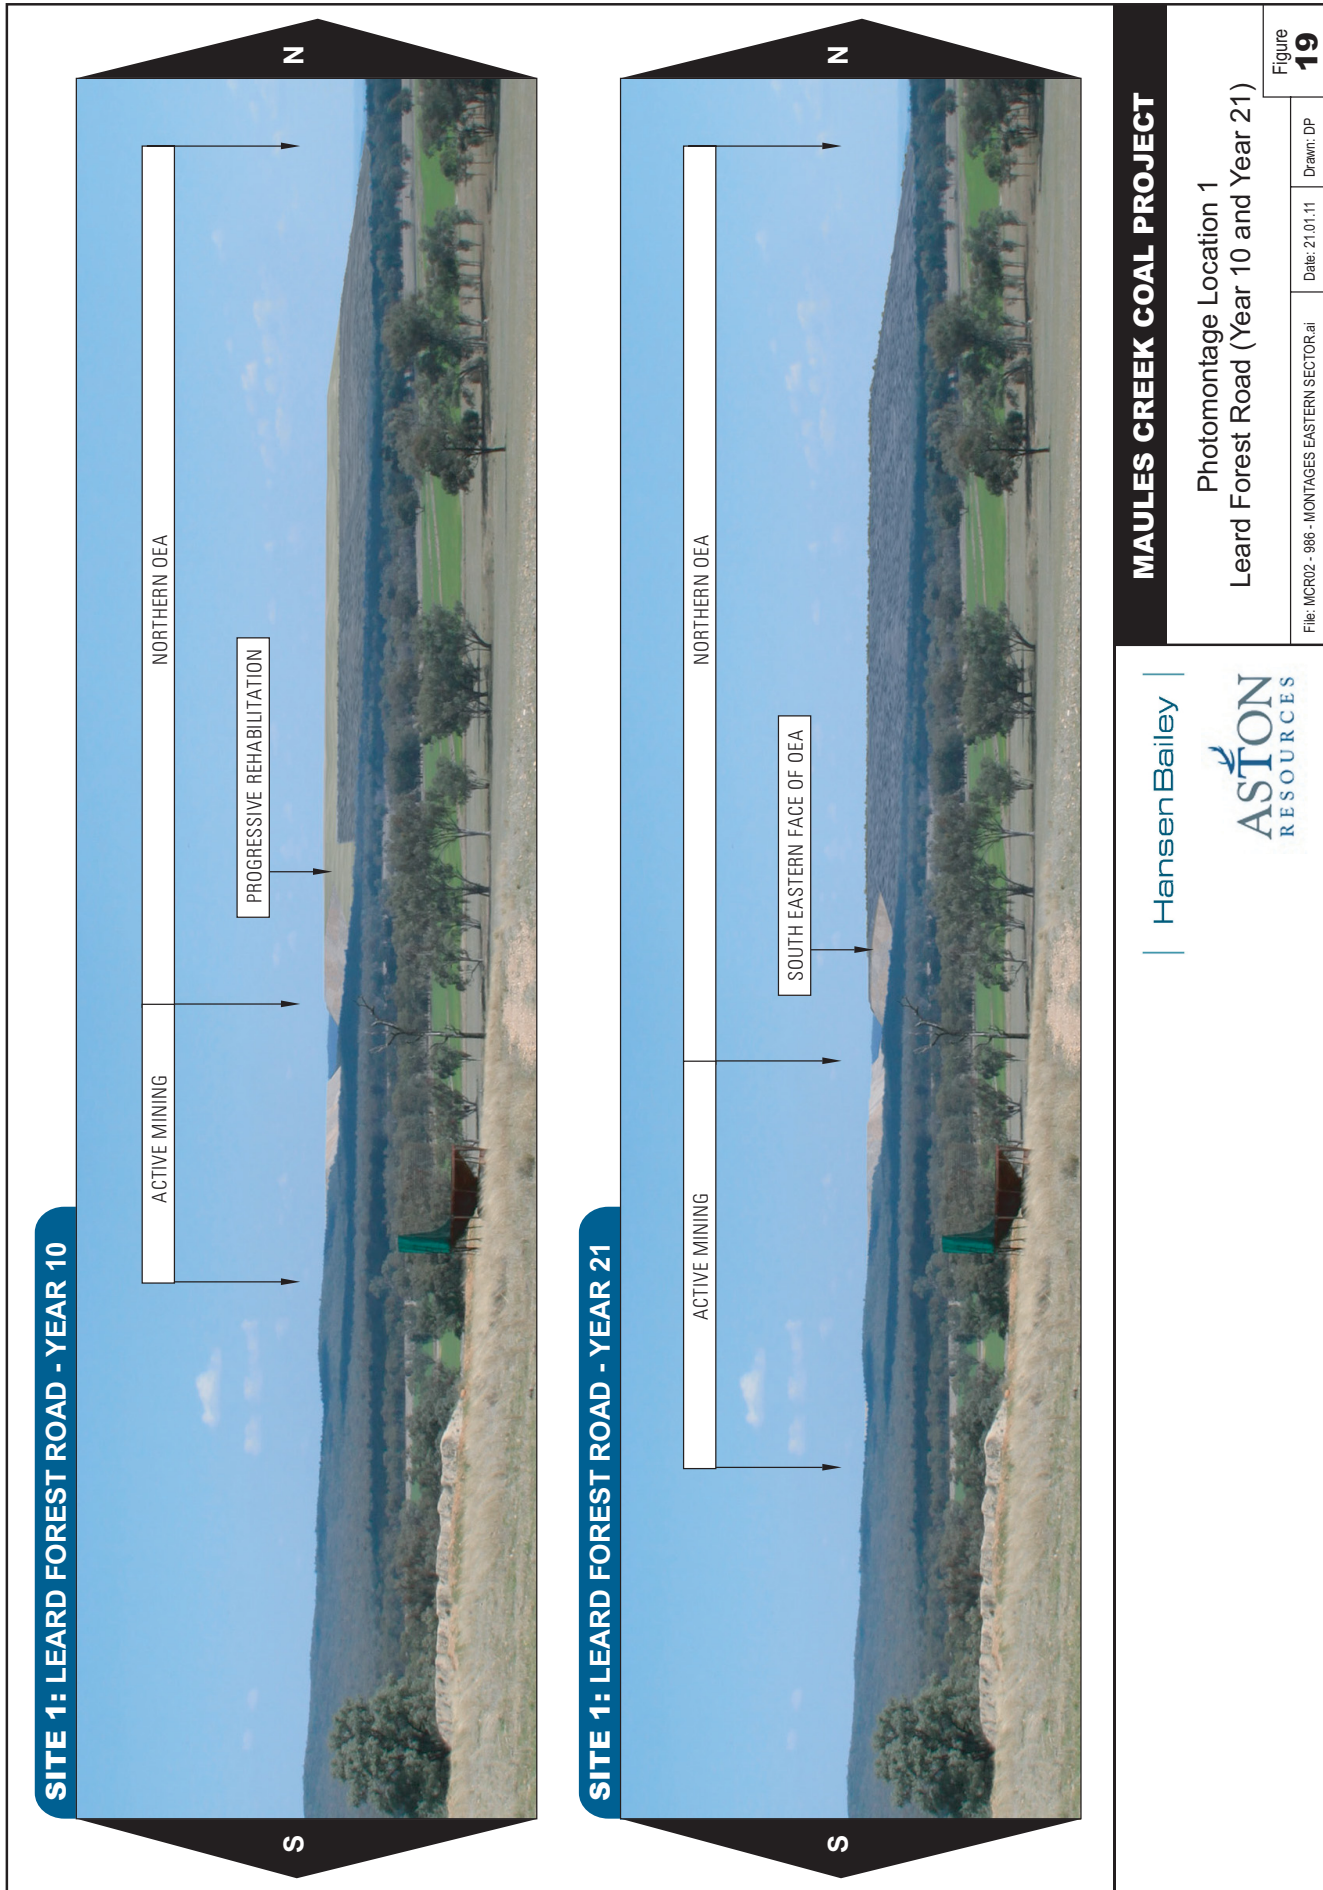 SITE 1: LEARD FOREST ROAD - YEAR 10
S
ACTIVE MINING
NORTHERN OEA
PROGRESSIVE REHABILITATION
N
SITE 1: LEARD FOREST ROAD - YEAR 21
S
ACTIVE MINING
NORTHERN OEA
SOUTH EASTERN FACE OF OEA
N
Hansen Bailey
ASTON
RESOURCES
MAULES CREEK COAL PROJECT
Photomontage Location 1
Leard Forest Road (Year 10 and Year 21)
File: MCR02 - 986 - MONTAGES EASTERN SECTOR.ai
Date: 21.01.11
Drawn: DP
Figure
19